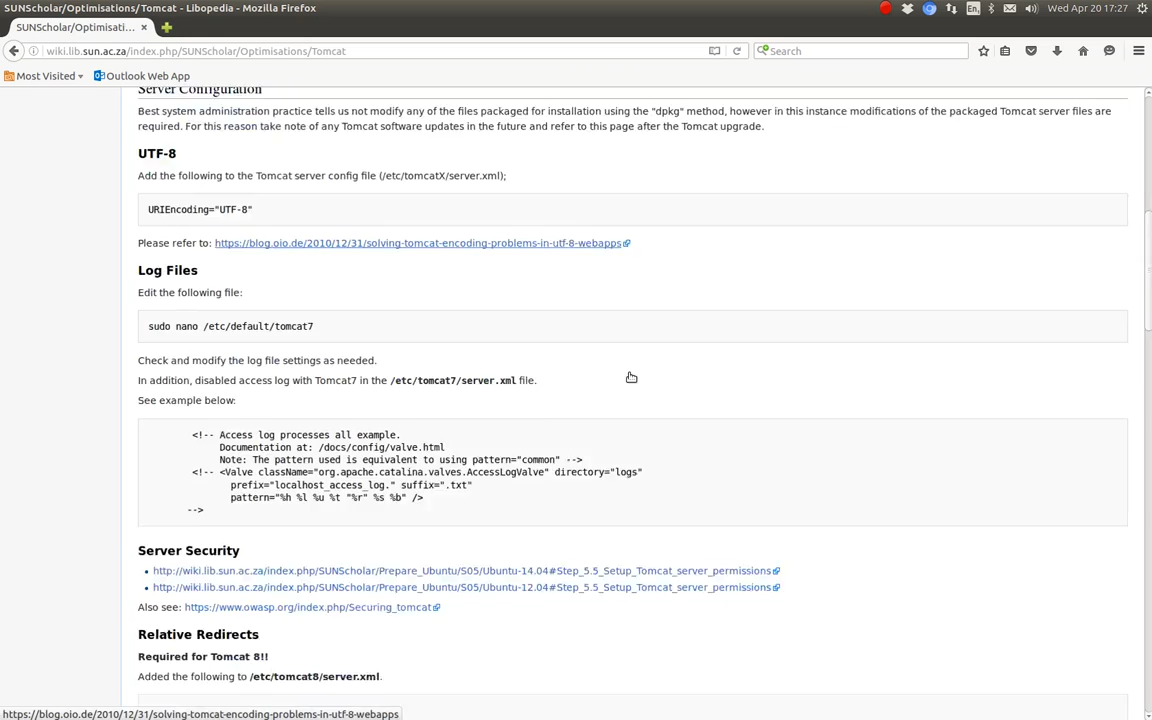 SUNScholar/Optimisations/Tomcat - Libopedia - Mozilla Firefox
En
Wed Apr 20 17:27
SUNScholar/Optimisati...
wiki.lib.sun.ac.za/index.php/SUNScholar/Optimisations/Tomcat
Search
Most Visited
Outlook Web App
Server Configuration
Best system administration practice tells us not modify any of the files packaged for installation using the "dpkg" method, however in this instance modifications of the packaged Tomcat server files are
required. For this reason take note of any Tomcat software updates in the future and refer to this page after the Tomcat upgrade.
UTF-8
Add the following to the Tomcat server config file (/etc/tomcatX/server.xml);
URIEncoding="UTF-8"
Please refer to: https://blog.oio.de/2010/12/31/solving-tomcat-encoding-problems-in-utf-8-webapps
Log Files
Edit the following file:
sudo nano /etc/default/tomcat7
Check and modify the log file settings as needed.
In addition, disabled access log with Tomcat7 in the /etc/tomcat7/server.xml file.
See example below:
<!-- Access log processes all example.
Documentation at: /docs/config/valve.html
Note: The pattern used is equivalent to using pattern="common" -->
<!-- <Valve className="org.apache.catalina.valves.AccessLogValve" directory="logs"
prefix="localhost_access_log." suffix=".txt"
pattern="%h %l %u %t "%r" %s %b" />
-->
Server Security
• http://wiki.lib.sun.ac.za/index.php/SUNScholar/Prepare_Ubuntu/S05/Ubuntu-14.04#Step_5.5_Setup_Tomcat_server_permissions
• http://wiki.lib.sun.ac.za/index.php/SUNScholar/Prepare_Ubuntu/S05/Ubuntu-12.04#Step_5.5_Setup_Tomcat_server_permissions
Also see: https://www.owasp.org/index.php/Securing_tomcat
Relative Redirects
Required for Tomcat 8!!
Added the following to /etc/tomcat8/server.xml.
https://blog.oio.de/2010/12/31/solving-tomcat-encoding-problems-in-utf-8-webapps